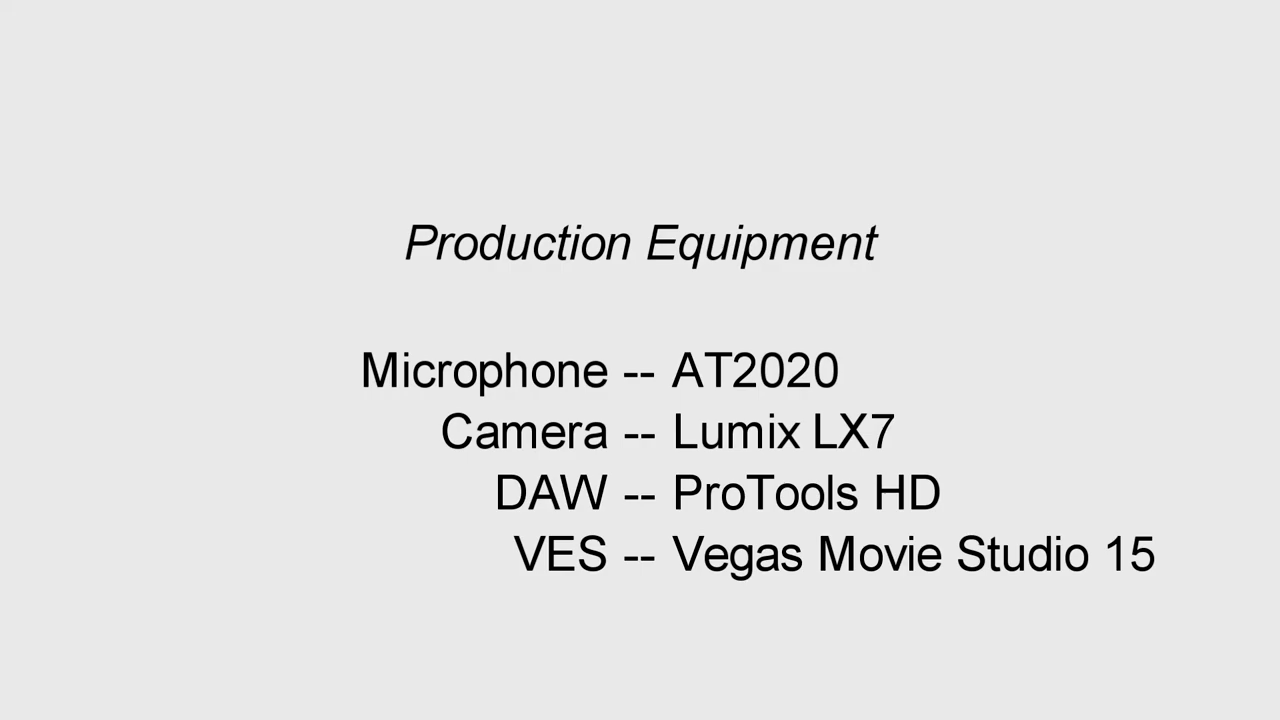 Production Equipment
Microphone -- AT2020
Camera -- Lumix LX7
DAW -- ProTools HD
VES -- Vegas Movie Studio 15